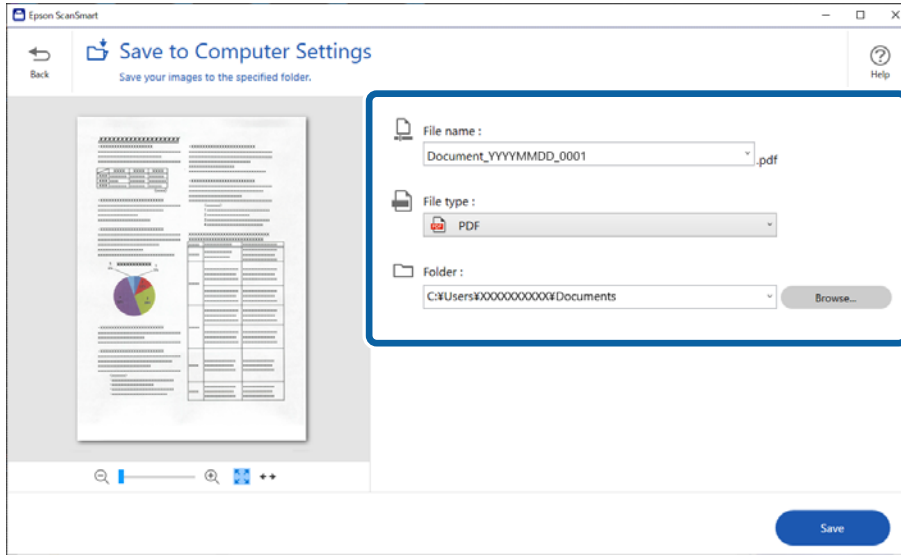 Epson ScanSmart
Back
Save to Computer Settings
Save your images to the specified folder.
Help
File name :
Document_YYYYMMDD_0001
.pdf
File type :
PDF
Folder :
C:¥Users¥XXXXXXXXXX¥Documents
Browse...
Save